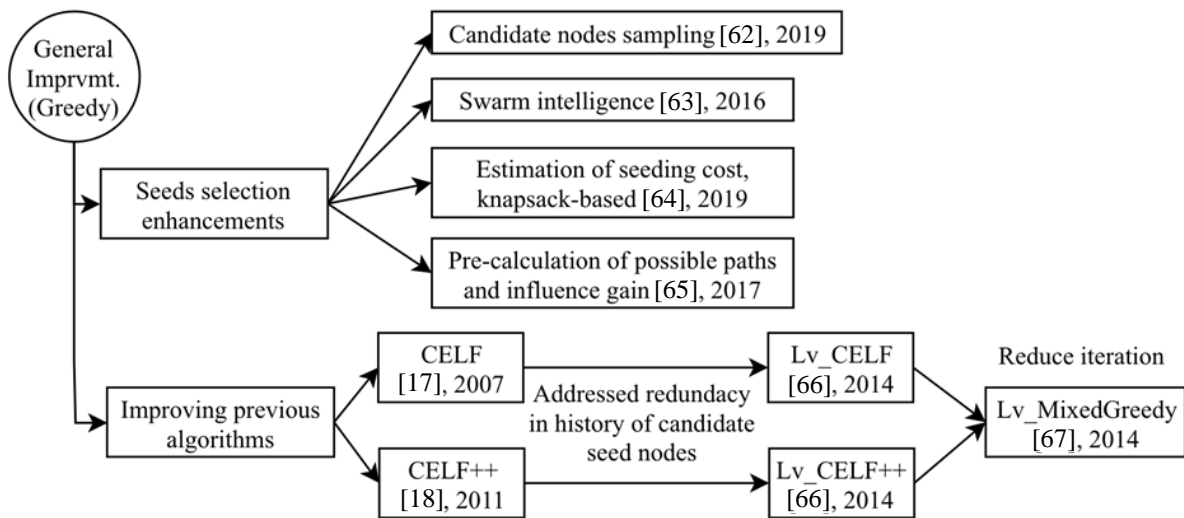 General
Imprvmt.
(Greedy)
Seeds selection
enhancements
Candidate nodes sampling [62], 2019
Swarm intelligence [63], 2016
Estimation of seeding cost,
knapsack-based [64], 2019
Pre-calculation of possible paths
and influence gain [65], 2017
Improving previous
algorithms
CELF
[17], 2007
CELF++
[18], 2011
Addressed redundacy
in history of candidate
seed nodes
Lv_CELF
[66], 2014
Lv_CELF++
[66], 2014
Reduce iteration
Lv_MixedGreedy
[67], 2014